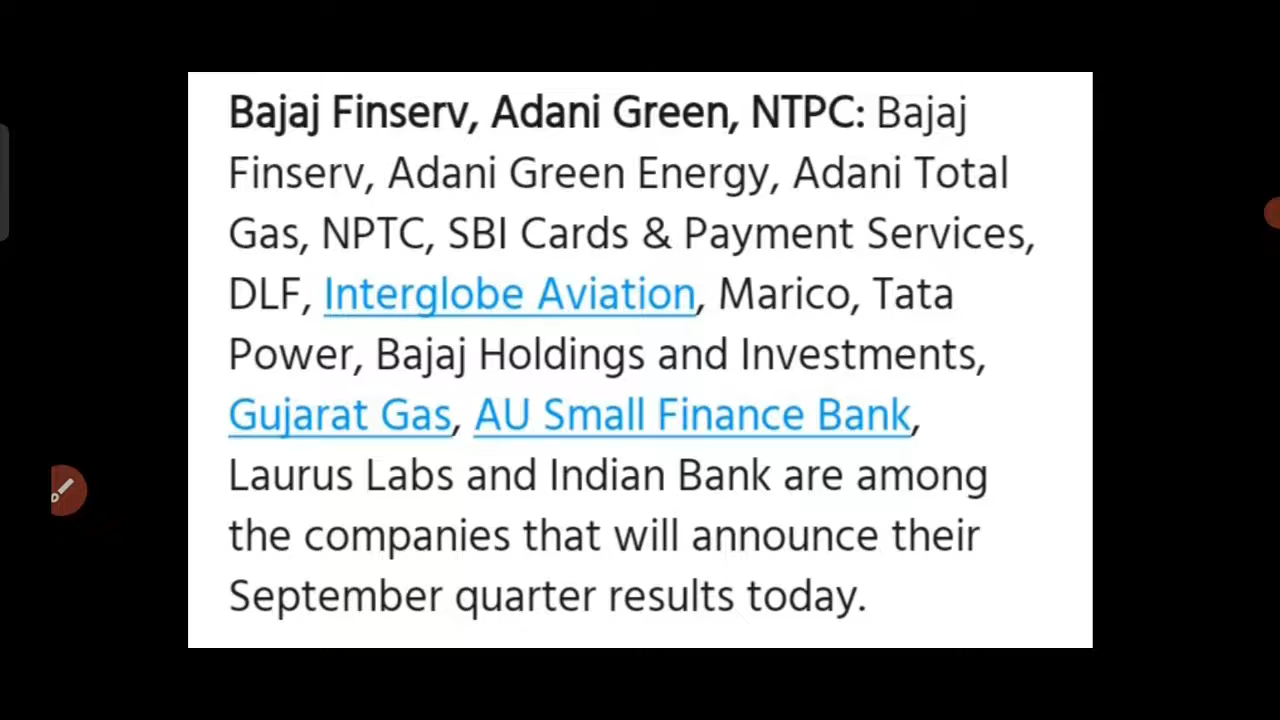 Bajaj Finserv, Adani Green, NTPC: Bajaj
Finserv, Adani Green Energy, Adani Total
Gas, NPTC, SBI Cards & Payment Services,
DLF, Interglobe Aviation, Marico, Tata
Power, Bajaj Holdings and Investments,
Gujarat Gas, AU Small Finance Bank,
Laurus Labs and Indian Bank are among
the companies that will announce their
September quarter results today.